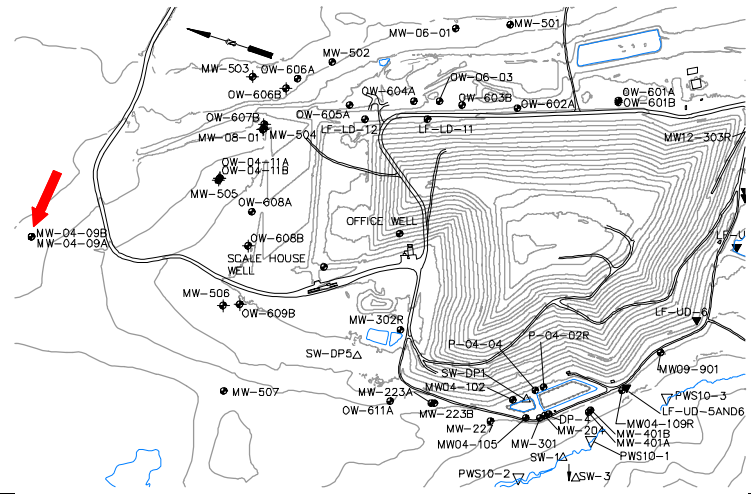 MW-06-01
MW-501
MW-502
MW-503
OW-606A
OW-606B
OW-06-03
OW-604A
OW-603B
OW-602A
OW-601A
OW-601B
OW-607B
OW-605A
MW-08-01
MW-504
LF-LD-12
LF-LD-11
MW12-303R
OW-04-11A
OW-04-11B
MW-505
OW-608A
OFFICE WELL
MW-04-09B
MW-04-09A
OW-608B
SCALE HOUSE
WELL
LF-U
MW-506
OW-609B
MW-302R
LF-UD-6
P-04-04
P-04-02R
SW-DP5
SW-DP1
MW09-901
MW-507
MW-223A
MW04-102
PWS10-3
OW-611A
MW-223B
LF-UD-5AND6
DP-4
MW04-109R
MW-227
MW-204
MW-401B
MW04-105
MW-301
MW-401A
SW-1
PWS10-1
PWS10-2
SW-3